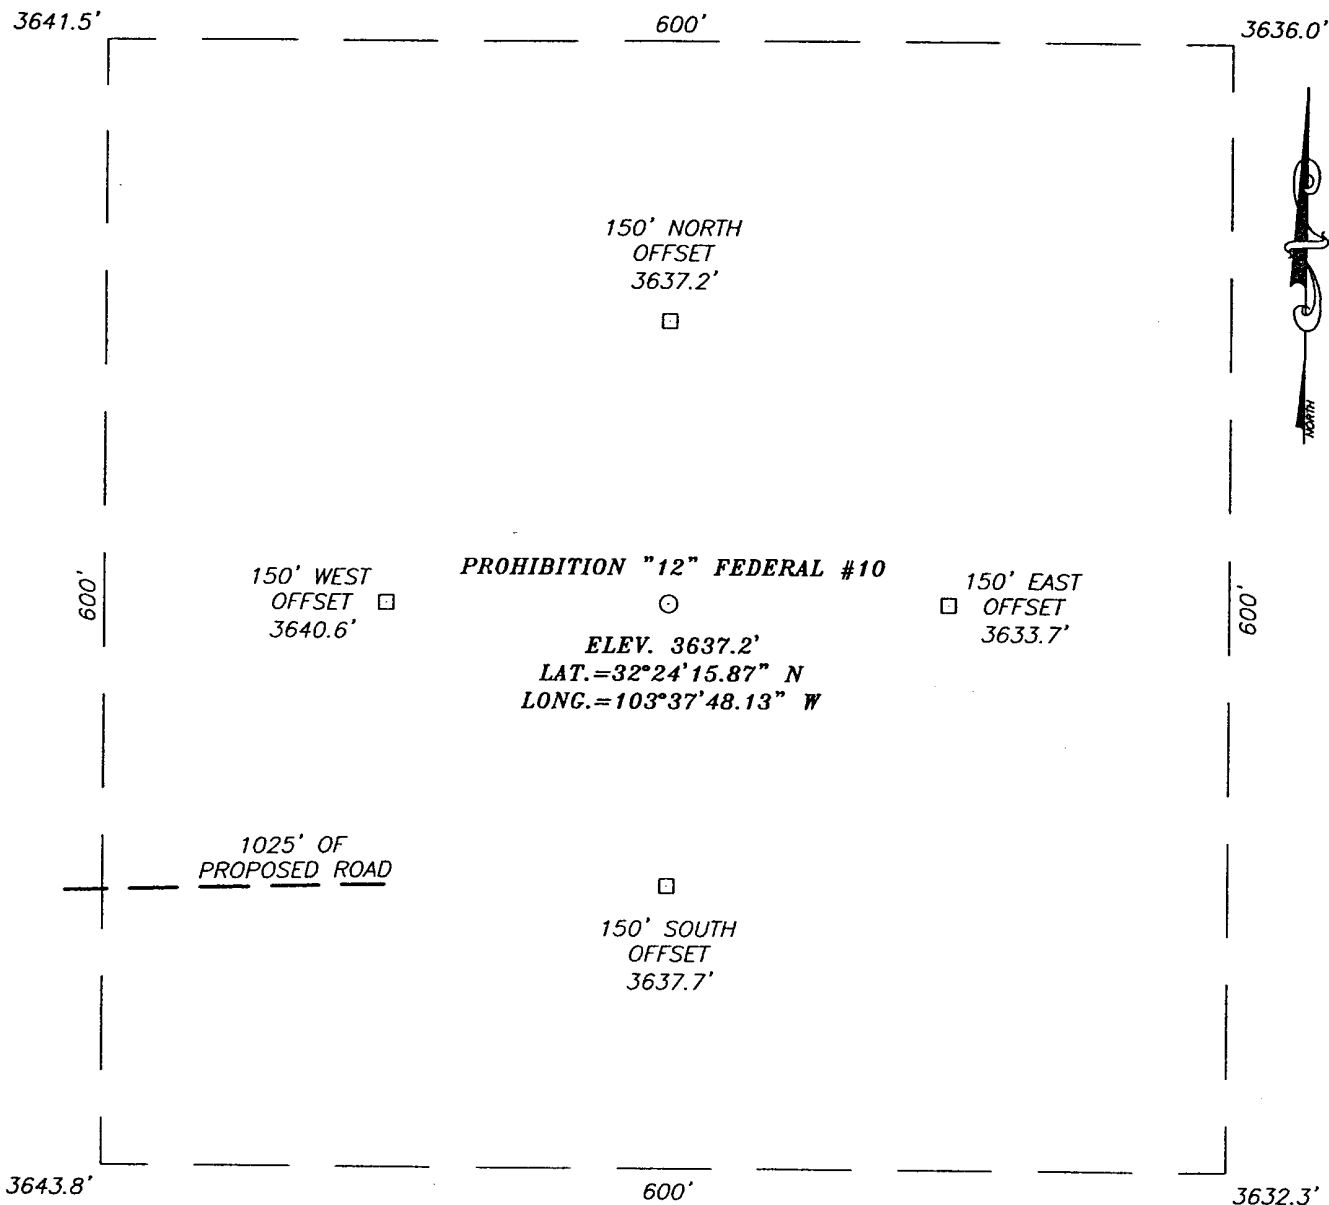 3641.5'
600'
3636.0'
150' NORTH
OFFSET
3637.2'
NORTH
600'
150' WEST
OFFSET
3640.6'
PROHIBITION "12" FEDERAL #10
ELEV. 3637.2'
LAT.=32°24'15.87" N
LONG.=103°37'48.13" W
150' EAST
OFFSET
3633.7'
600'
1025' OF
PROPOSED ROAD
150' SOUTH
OFFSET
3637.7'
3643.8'
600'
3632.3'